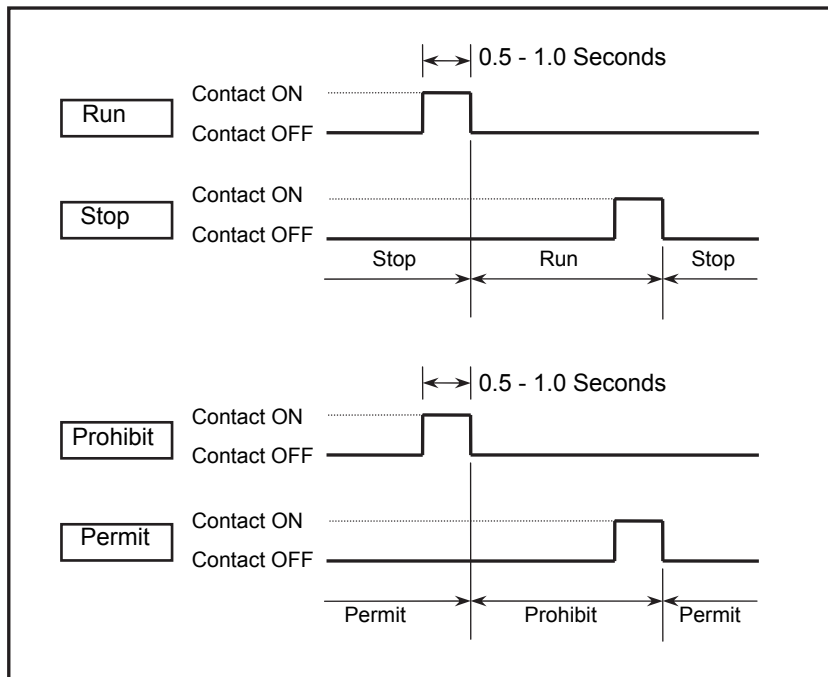 0.5 - 1.0 Seconds
Contact ON
Run
Contact OFF
Contact ON
Stop
Contact OFF
Stop Run Stop
0.5 - 1.0 Seconds
Contact ON
Prohibit
Contact OFF
Contact ON
Permit
Contact OFF
Permit Prohibit Permit